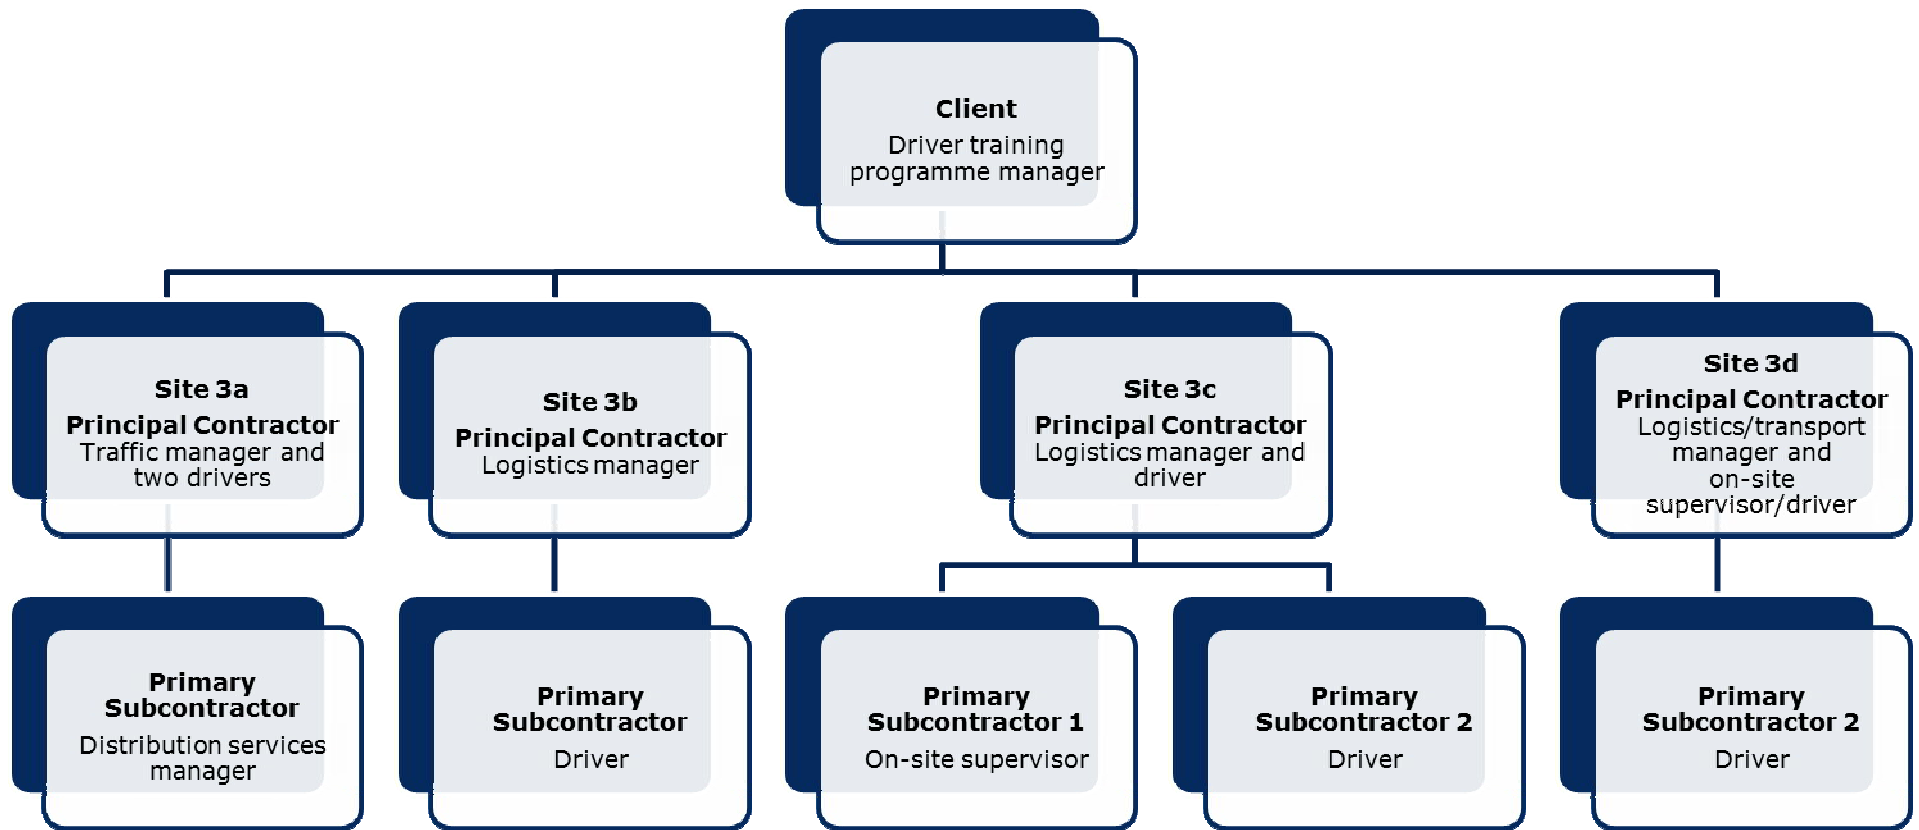 Client
Driver training
programme manager
Site 3a
Principal Contractor
Traffic manager and
two drivers
Site 3b
Principal Contractor
Logistics manager
Site 3c
Principal Contractor
Logistics manager and
driver
Site 3d
Principal Contractor
Logistics/transport
manager and
on-site
supervisor/driver
Primary
Subcontractor
Distribution services
manager
Primary
Subcontractor
Driver
Primary
Subcontractor 1
On-site supervisor
Primary
Subcontractor 2
Driver
Primary
Subcontractor 2
Driver